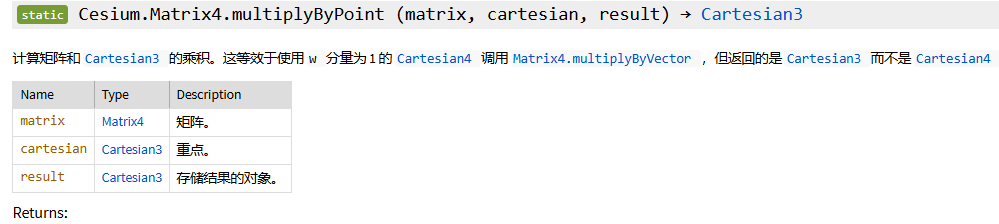 static Cesium.Matrix4.multiplyByPoint (matrix, cartesian, result) → Cartesian3
计算矩阵和 Cartesian3 的乘积。这等效于使用 w 分量为 1 的 Cartesian4 调用 Matrix4.multiplyByVector ，但返回的是 Cartesian3 而不是 Cartesian4
Name Type Description
matrix Matrix4 矩阵。
cartesian Cartesian3 重点。
result Cartesian3 存储结果的对象。
Returns: